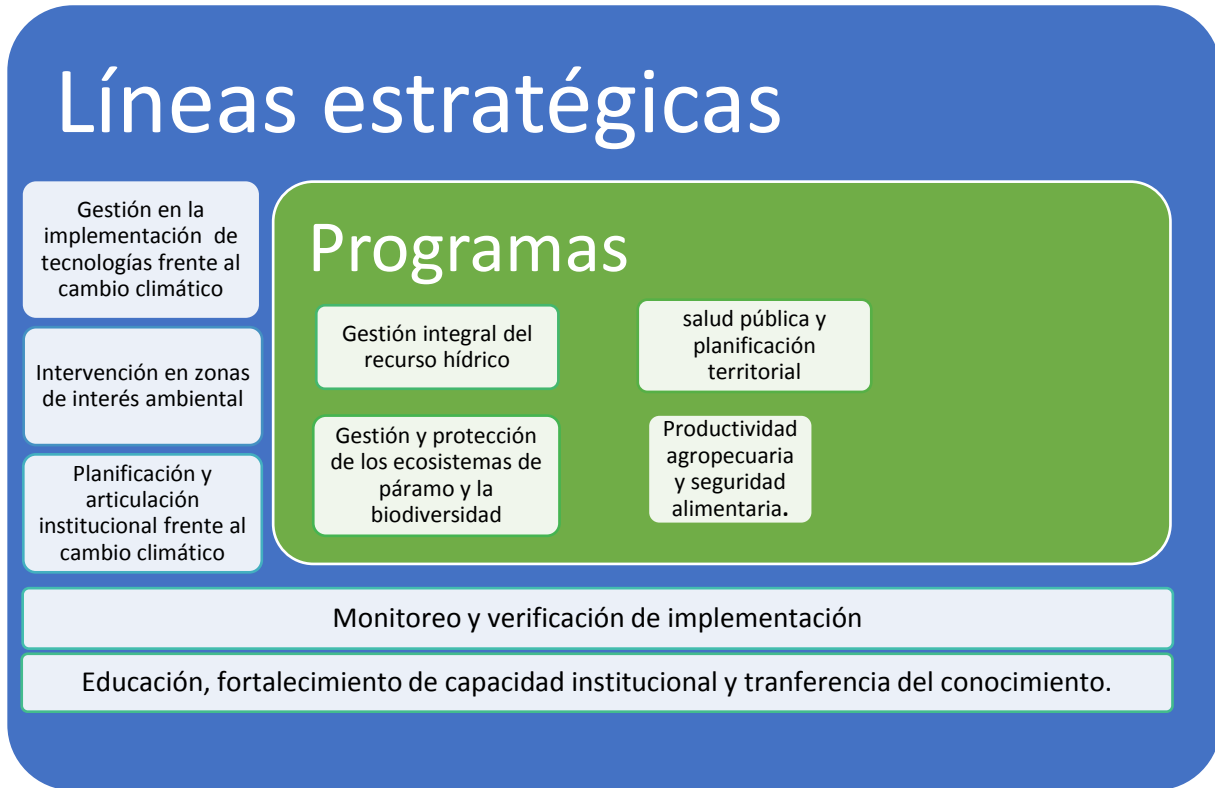 Líneas estratégicas
Gestión en la
implementación de
tecnologías frente al
cambio climático
Intervención en zonas
de interés ambiental
Planificación y
articulación
institucional frente al
cambio climático
Programas
Gestión integral del
recurso hídrico
salud pública y
planificación
territorial
Gestión y protección
de los ecosistemas de
páramo y la
biodiversidad
Productividad
agropecuaria
y seguridad
alimentaria.
Monitoreo y verificación de implementación
Educación, fortalecimiento de capacidad institucional y tranferencia del conocimiento.